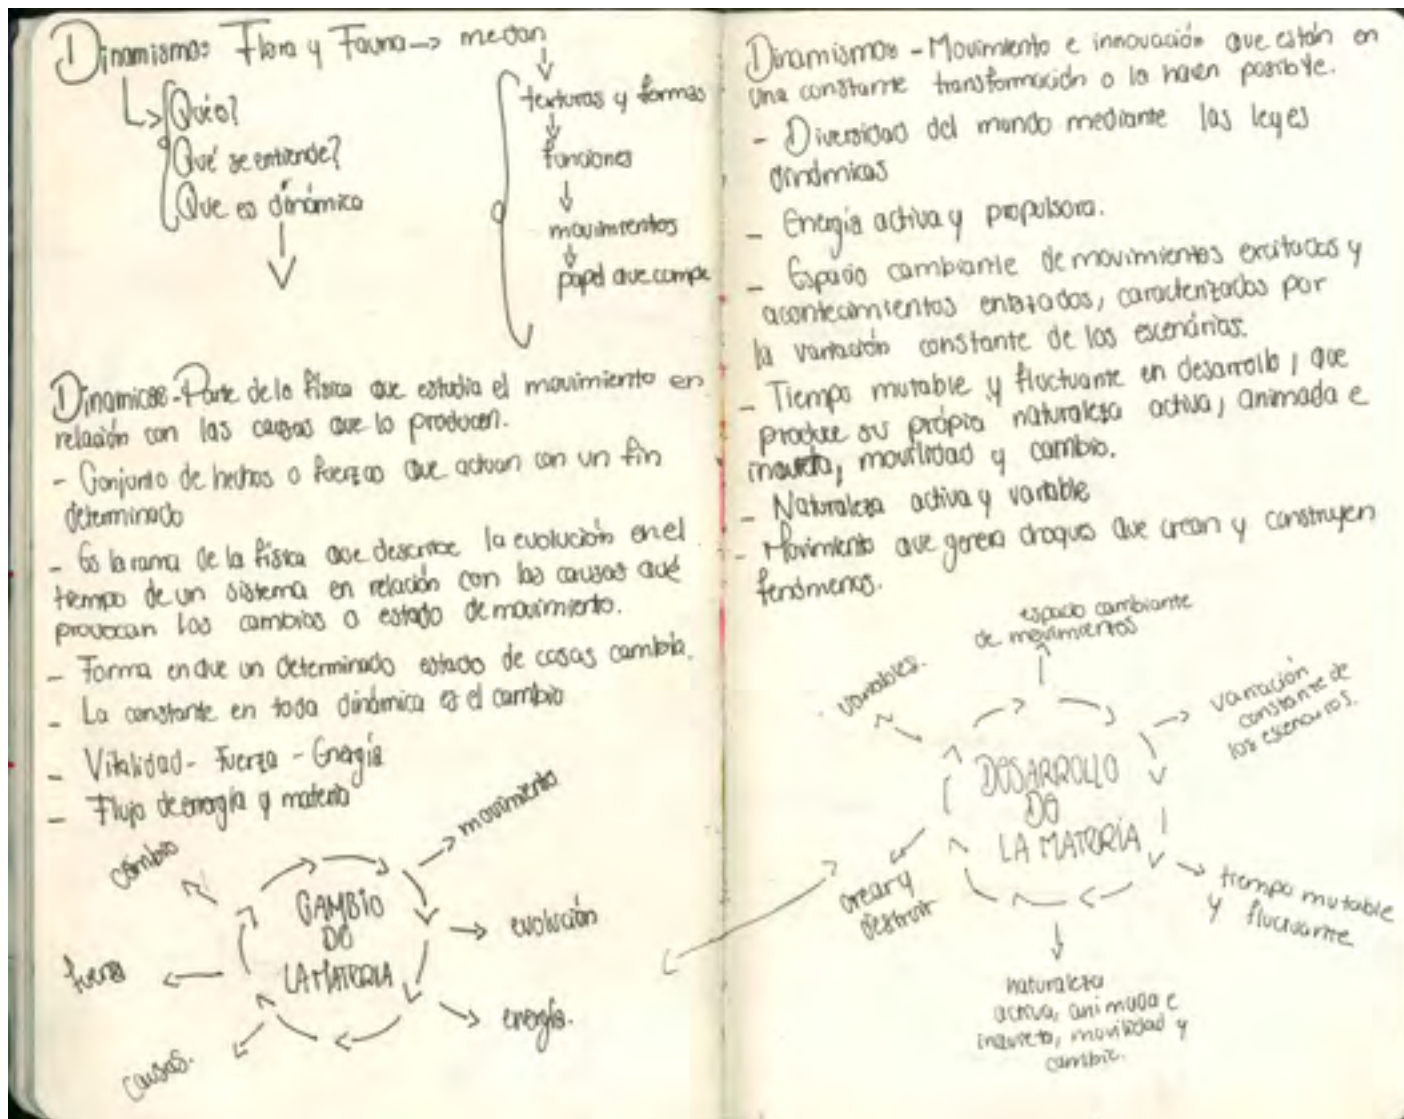 Dinamismo: Flora y Fauna →
↳ Qué es?
Qué se entiende?
Que es dinámico
texturas y formas
funciones
movimientos
papel que cumple
Dinamica: - Parte de la física que estudia el movimiento en
relación con las causas que lo producen.
- Conjunto de hechos o fuerzas que actuan con un fin
determinado
- Es la rama de la física que describe la evolución en el
tiempo de un sistema en relación con las causas qué
provocan los cambios o estado de movimiento.
- Forma en que un determinado estado de cosas cambia.
- La constante en toda dinámica es el cambio
- Vitalidad - Fuerza - Energía
- Flujo de energía y materia
CAMBIO
DE
LA MATERIA
movimiento
evolución
energía.
causas.
fuerza
cambio
Dinamismo: - Movimiento e innovación que están en
una constante transformación o lo hacen posible.
- Diversidad del mundo mediante las leyes
dinámicas
- Energía activa y propulsora.
- Espacio cambiante de movimientos excitados y
acontecimientos enlazados, caracterizados por
la variación constante de los escenários.
- Tiempo mutable y fluctuante en desarrollo, que
produce su própia naturaleza activa, animada e
inquieta, movilidad y cambio.
- Naturaleza activa y variable
- Movimiento que genera choques que crean y construyen
fenómenos.
DESARROLLO
DE
LA MATERIA
espacio cambiante
de movimientos
variación
constante de
los escenarios.
tiempo mutable
y fluctuante
naturaleza
activa, animada e
inquieta, movilidad y
cambio.
crear y
destruir
variables.